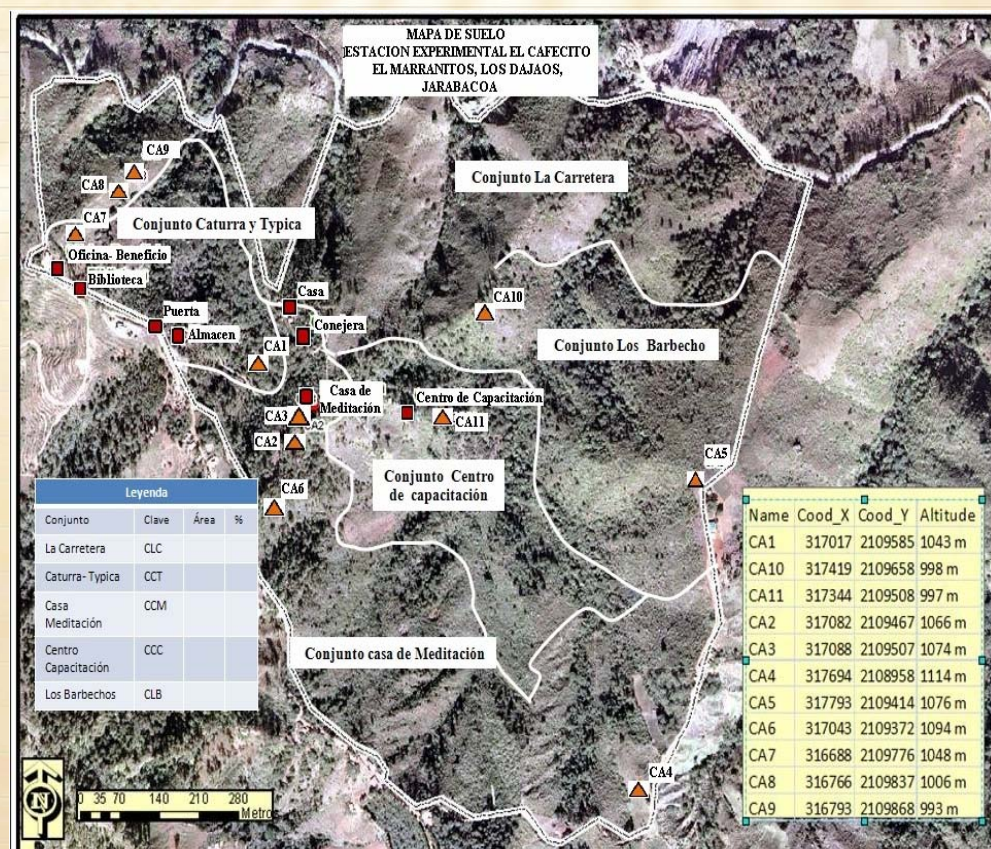 MAPA DE SUELO
ESTACION EXPERIMENTAL EL CAFECITO
EL MARRANITOS, LOS DAJAOS,
JARABACOA
CA9
CA8
CA7
Conjunto La Carretera
Conjunto Caturra y Typica
Oficina- Beneficio
Biblioteca
Casa
CA10
Puerta
Almacen
Conejera
Conjunto Los Barbecho
CA1
Casa de
Meditación
Centro de Capacitación
CA3
A2
CA11
CA2
CA5
Conjunto Centro
de capacitación
CA6
Leyenda
Conjunto Clave Área %
La Carretera CLC
Caturra- Typica CCT
Casa
Meditación CCM
Centro
Capacitación CCC
Los Barbechos CLB
Name Cood_X Cood_Y Altitude
CA1 317017 2109585 1043 m
CA10 317419 2109658 998 m
CA11 317344 2109508 997 m
CA2 317082 2109467 1066 m
CA3 317088 2109507 1074 m
CA4 317694 2108958 1114 m
CA5 317793 2109414 1076 m
CA6 317043 2109372 1094 m
CA7 316688 2109776 1048 m
CA8 316766 2109837 1006 m
CA9 316793 2109868 993 m
Conjunto casa de Meditación
CA4
N
0 35 70 140 210 280
Metro